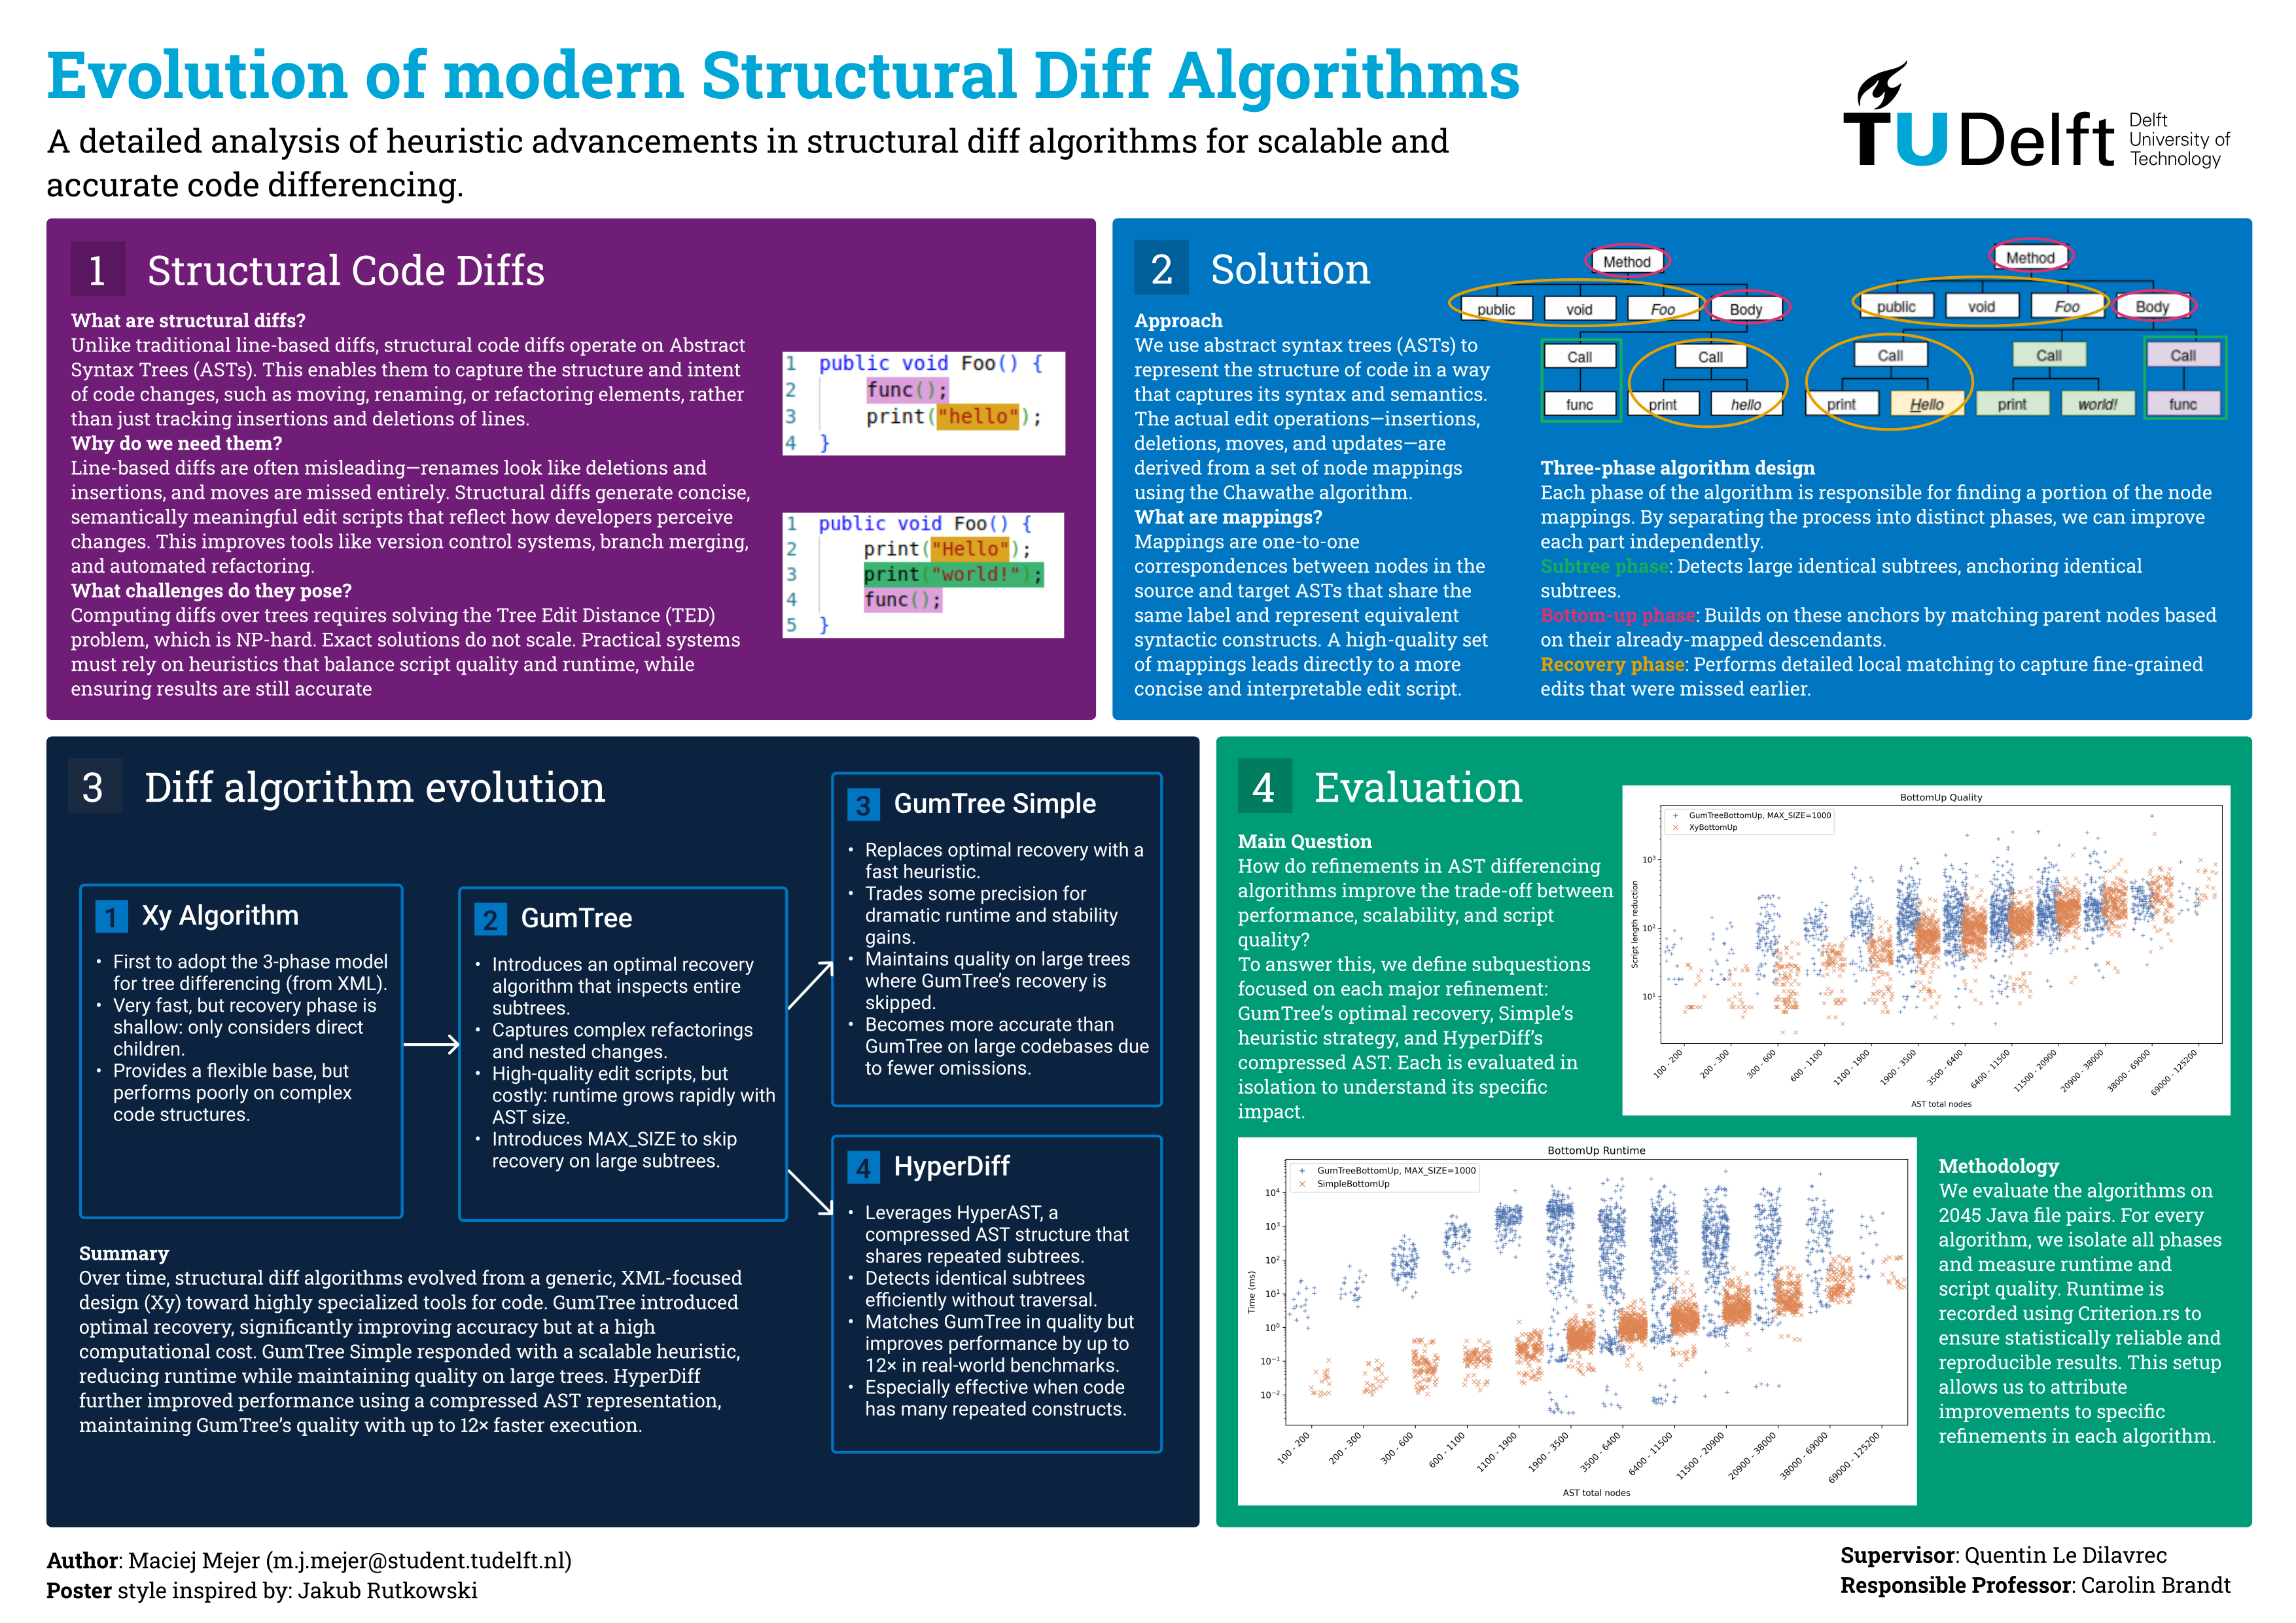 Evolution of modern Structural Diff Algorithms
A detailed analysis of heuristic advancements in structural diff algorithms for scalable and
accurate code differencing.
TUDelft
Delft
University of
Technology
1 Structural Code Diffs
What are structural diffs?
Unlike traditional line-based diffs, structural code diffs operate on Abstract
Syntax Trees (ASTs). This enables them to capture the structure and intent
of code changes, such as moving, renaming, or refactoring elements, rather
than just tracking insertions and deletions of lines.
Why do we need them?
Line-based diffs are often misleading—renames look like deletions and
insertions, and moves are missed entirely. Structural diffs generate concise,
semantically meaningful edit scripts that reflect how developers perceive
changes. This improves tools like version control systems, branch merging,
and automated refactoring.
What challenges do they pose?
Computing diffs over trees requires solving the Tree Edit Distance (TED)
problem, which is NP-hard. Exact solutions do not scale. Practical systems
must rely on heuristics that balance script quality and runtime, while
ensuring results are still accurate
1 public void Foo() {
2 func();
3 print("hello");
4 }
1 public void Foo() {
2 print("Hello");
3 print("world!");
4 func();
5 }
2 Solution
Approach
We use abstract syntax trees (ASTs) to
represent the structure of code in a way
that captures its syntax and semantics.
The actual edit operations—insertions,
deletions, moves, and updates—are
derived from a set of node mappings
using the Chawathe algorithm.
What are mappings?
Mappings are one-to-one
correspondences between nodes in the
source and target ASTs that share the
same label and represent equivalent
syntactic constructs. A high-quality set
of mappings leads directly to a more
concise and interpretable edit script.
Method
public void Foo Body
Call Call
func print hello
Method
public void Foo Body
Call Call Call
print Hello print world! func
Three-phase algorithm design
Each phase of the algorithm is responsible for finding a portion of the node
mappings. By separating the process into distinct phases, we can improve
each part independently.
Subtree phase: Detects large identical subtrees, anchoring identical
subtrees.
Bottom-up phase: Builds on these anchors by matching parent nodes based
on their already-mapped descendants.
Recovery phase: Performs detailed local matching to capture fine-grained
edits that were missed earlier.
3 Diff algorithm evolution
1 Xy Algorithm
• First to adopt the 3-phase model
for tree differencing (from XML).
• Very fast, but recovery phase is
shallow: only considers direct
children.
• Provides a flexible base, but
performs poorly on complex
code structures.
2 GumTree
• Introduces an optimal recovery
algorithm that inspects entire
subtrees.
• Captures complex refactorings
and nested changes.
• High-quality edit scripts, but
costly: runtime grows rapidly with
AST size.
• Introduces MAX_SIZE to skip
recovery on large subtrees.
3 GumTree Simple
• Replaces optimal recovery with a
fast heuristic.
• Trades some precision for
dramatic runtime and stability
gains.
• Maintains quality on large trees
where GumTree's recovery is
skipped.
• Becomes more accurate than
GumTree on large codebases due
to fewer omissions.
4 HyperDiff
• Leverages HyperAST, a
compressed AST structure that
shares repeated subtrees.
• Detects identical subtrees
efficiently without traversal.
• Matches GumTree in quality but
improves performance by up to
12× in real-world benchmarks.
• Especially effective when code
has many repeated constructs.
Summary
Over time, structural diff algorithms evolved from a generic, XML-focused
design (Xy) toward highly specialized tools for code. GumTree introduced
optimal recovery, significantly improving accuracy but at a high
computational cost. GumTree Simple responded with a scalable heuristic,
reducing runtime while maintaining quality on large trees. HyperDiff
further improved performance using a compressed AST representation,
maintaining GumTree's quality with up to 12× faster execution.
4 Evaluation
Main Question
How do refinements in AST differencing
algorithms improve the trade-off between
performance, scalability, and script
quality?
To answer this, we define subquestions
focused on each major refinement:
GumTree's optimal recovery, Simple's
heuristic strategy, and HyperDiff's
compressed AST. Each is evaluated in
isolation to understand its specific
impact.
BottomUp Quality
GumTreeBottomUp, MAX_SIZE=1000
XyBottomUp
Script length reduction
10³
10²
10¹
100 - 200 200 - 300 300 - 600 600 - 1100 1100 - 1900 1900 - 3500 3500 - 6400 6400 - 11500 11500 - 20900 20900 - 38000 38000 - 69000 69000 - 125200
AST total nodes
BottomUp Runtime
GumTreeBottomUp, MAX_SIZE=1000
SimpleBottomUp
Time (ms)
10⁴
10³
10²
10¹
10⁰
10⁻¹
10⁻²
100 - 200 200 - 300 300 - 600 600 - 1100 1100 - 1900 1900 - 3500 3500 - 6400 6400 - 11500 11500 - 20900 20900 - 38000 38000 - 69000 69000 - 125200
AST total nodes
Methodology
We evaluate the algorithms on
2045 Java file pairs. For every
algorithm, we isolate all phases
and measure runtime and
script quality. Runtime is
recorded using Criterion.rs to
ensure statistically reliable and
reproducible results. This setup
allows us to attribute
improvements to specific
refinements in each algorithm.
Author: Maciej Mejer (m.j.mejer@student.tudelft.nl)
Poster style inspired by: Jakub Rutkowski
Supervisor: Quentin Le Dilavrec
Responsible Professor: Carolin Brandt